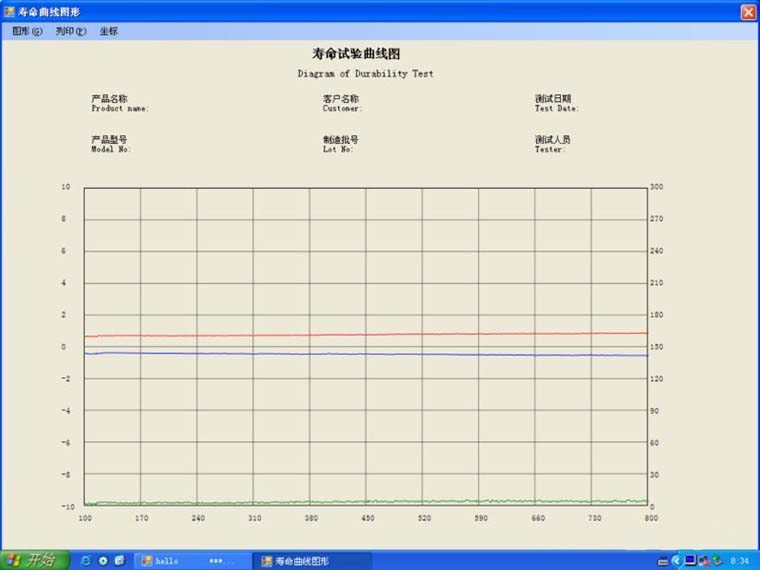 寿命曲线图形
图形(G) 列印(P) 坐标
寿命试验曲线图
Diagram of Durability Test
产品名称 客户名称 测试日期
Product name: Customer: Test Date:
产品型号 制造批号 测试人员
Model No: Lot No: Tester:
10 300
8 270
6 240
4 210
2 180
0 150
-2 120
-4 90
-6 60
-8 30
-10 0
100 170 240 310 380 450 520 590 660 730 800
开始 hello ***... 寿命曲线图形 8:34